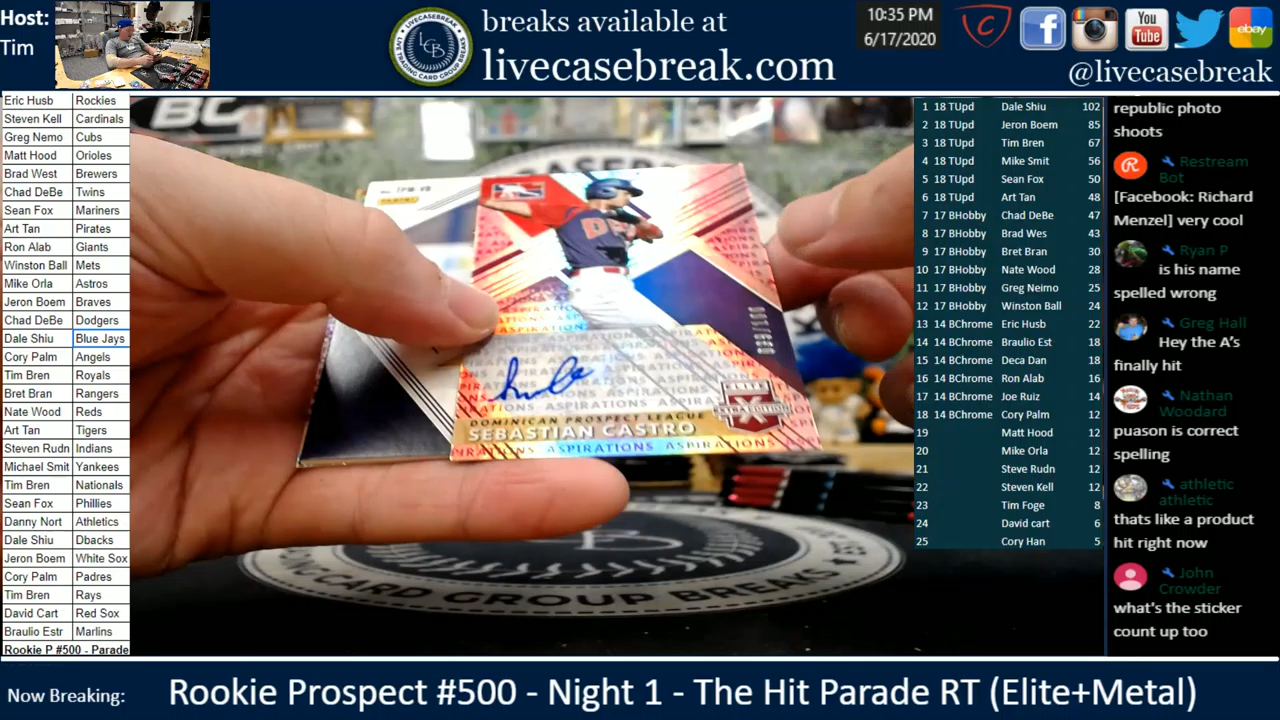 Host:
Tim
breaks available at
livecasebreak.com
10:35 PM
6/17/2020
You
Tube
ebay
@livecasebreak
LCB
Eric Husb Rockies
Steven Kell Cardinals
Greg Nemo Cubs
Matt Hood Orioles
Brad West Brewers
Chad DeBe Twins
Sean Fox Mariners
Art Tan Pirates
Ron Alab Giants
Winston Ball Mets
Mike Orla Astros
Jeron Boem Braves
Chad DeBe Dodgers
Dale Shiu Blue Jays
Cory Palm Angels
Tim Bren Royals
Bret Bran Rangers
Nate Wood Reds
Art Tan Tigers
Steven Rudn Indians
Michael Smit Yankees
Tim Bren Nationals
Sean Fox Phillies
Danny Nort Athletics
Dale Shiu Dbacks
Jeron Boem White Sox
Cory Palm Padres
Tim Bren Rays
David Cart Red Sox
Braulio Estr Marlins
Rookie P #500 - Parade
ASPIRATIONS
DOMINICAN PROSPECT LEAGUE
SEBASTIAN CASTRO
ASPIRATIONS ASPIRATIONS
ELITE
EXTRA EDITION
GROUP BREAKS
1 18 TUpd Dale Shiu 102
2 18 TUpd Jeron Boem 85
3 18 TUpd Tim Bren 67
4 18 TUpd Mike Smit 56
5 18 TUpd Sean Fox 50
6 18 TUpd Art Tan 48
7 17 BHobby Chad DeBe 47
8 17 BHobby Brad Wes 43
9 17 BHobby Bret Bran 30
10 17 BHobby Nate Wood 28
11 17 BHobby Greg Neimo 25
12 17 BHobby Winston Ball 24
13 14 BChrome Eric Husb 22
14 14 BChrome Braulio Est 18
15 14 BChrome Deca Dan 18
16 14 BChrome Ron Alab 16
17 14 BChrome Joe Ruiz 14
18 14 BChrome Cory Palm 12
19 Matt Hood 12
20 Mike Orla 12
21 Steve Rudn 12
22 Steven Kell 12
23 Tim Foge 8
24 David cart 6
25 Cory Han 5
republic photo
shoots
Restream
Bot
[Facebook: Richard
Menzel] very cool
Ryan P
is his name
spelled wrong
Greg Hall
Hey the A's
finally hit
Nathan
Woodard
puason is correct
spelling
athletic
athletic
thats like a product
hit right now
John
Crowder
what's the sticker
count up too
Now Breaking:
Rookie Prospect #500 - Night 1 - The Hit Parade RT (Elite+Metal)